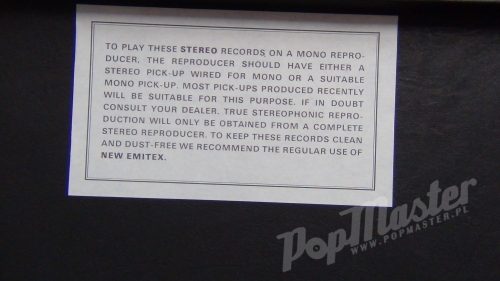 TO PLAY THESE STEREO RECORDS ON A MONO REPRO-
DUCER. THE REPRODUCER SHOULD HAVE EITHER A
STEREO PICK-UP WIRED FOR MONO OR A SUITABLE
MONO PICK-UP. MOST PICK-UPS PRODUCED RECENTLY
WILL BE SUITABLE FOR THIS PURPOSE. IF IN DOUBT
CONSULT YOUR DEALER. TRUE STEREOPHONIC REPRO-
DUCTION WILL ONLY BE OBTAINED FROM A COMPLETE
STEREO REPRODUCER. TO KEEP THESE RECORDS CLEAN
AND DUST-FREE WE RECOMMEND THE REGULAR USE OF
NEW EMITEX.
PopMaster
WWW.POPMASTER.PL